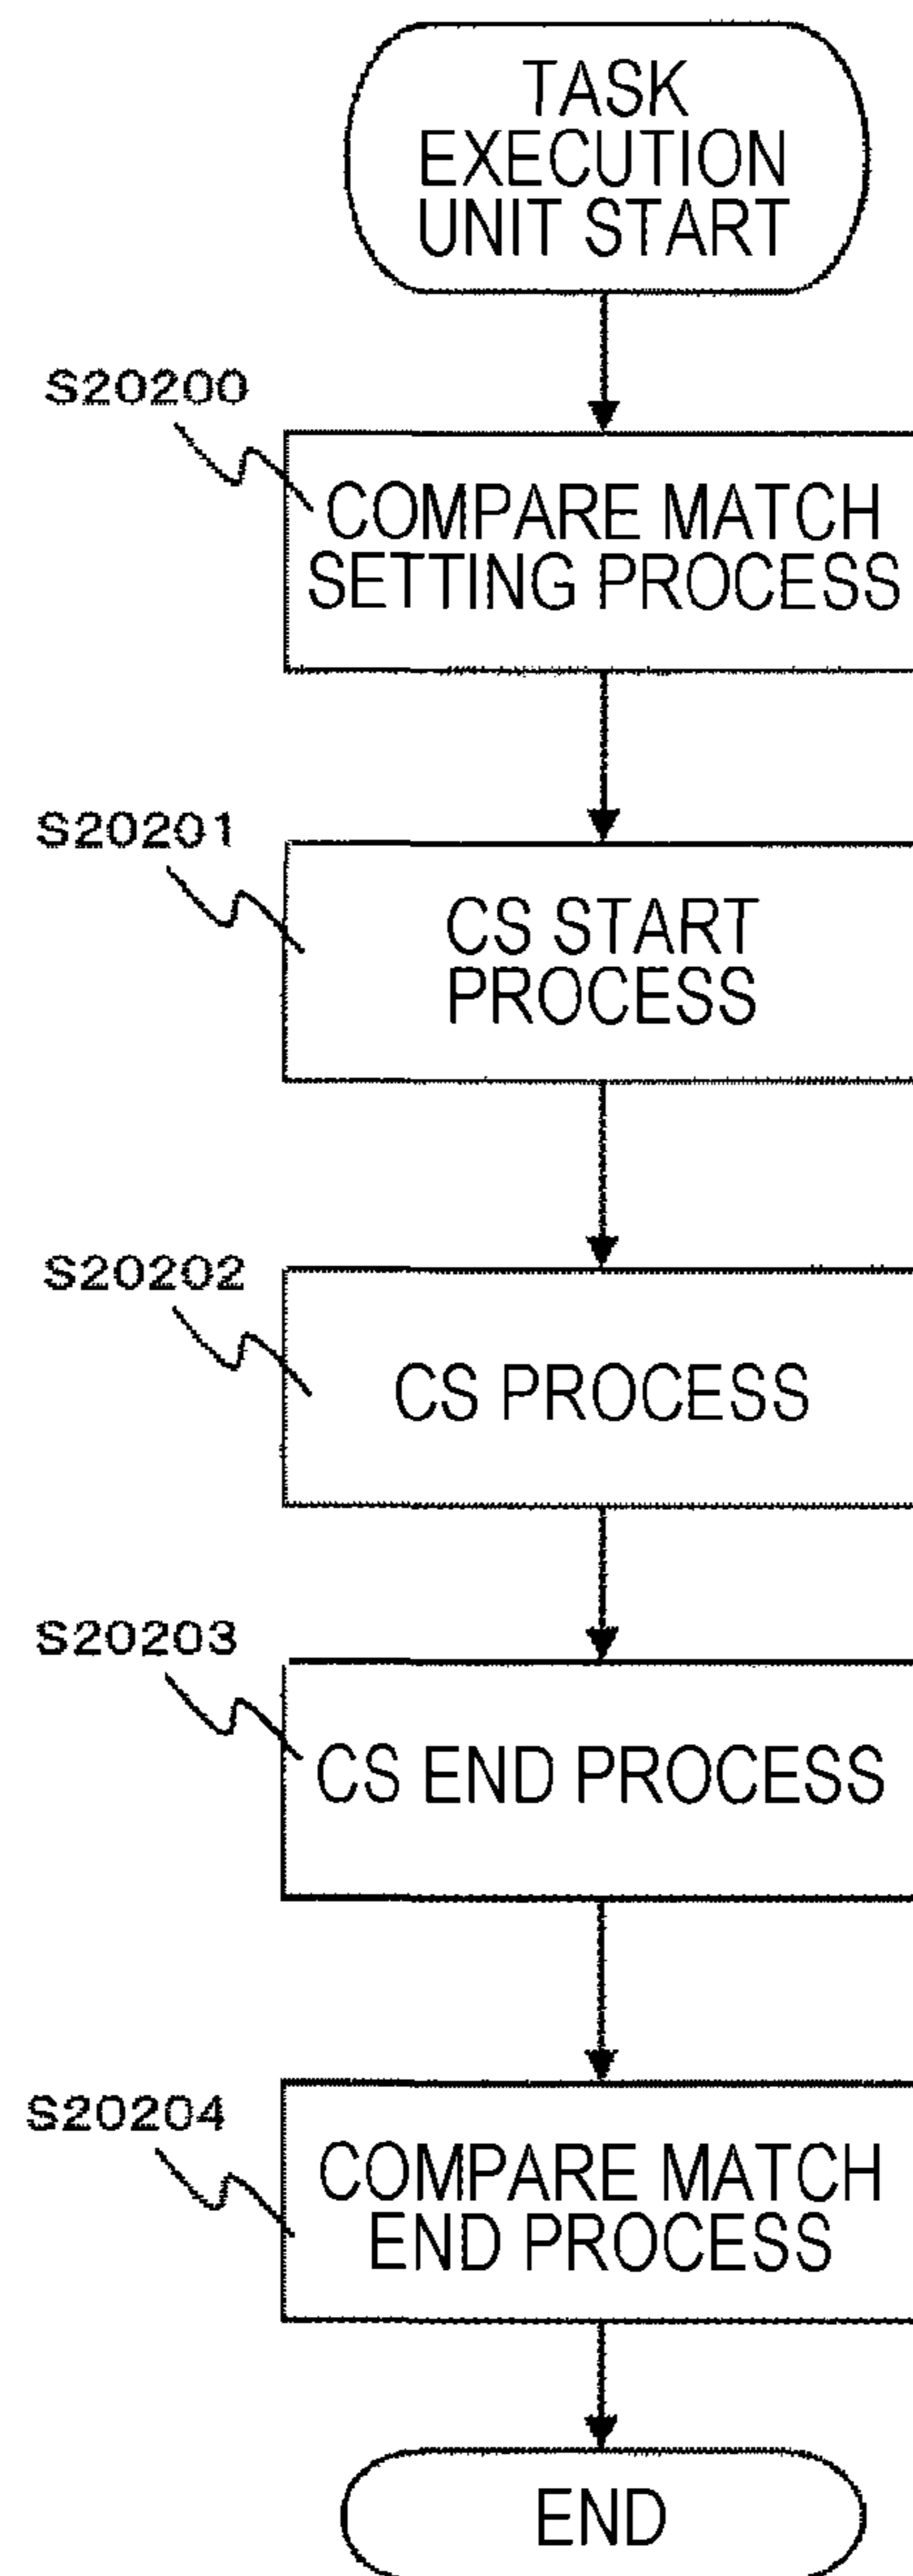 TASK
EXECUTION
UNIT START
S20200
COMPARE MATCH
SETTING PROCESS
S20201
CS START
PROCESS
S20202
CS PROCESS
S20203
CS END PROCESS
S20204
COMPARE MATCH
END PROCESS
END